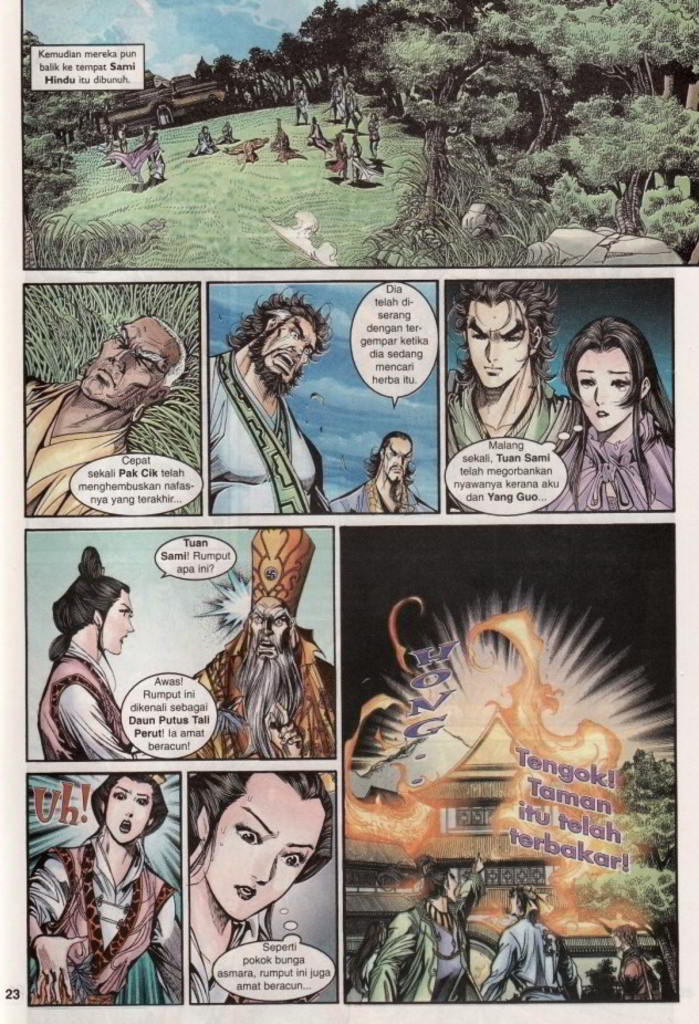 Kemudian mereka pun
balik ke tempat Sami
Hindu itu dibunuh.
Cepat
sekali Pak Cik telah
menghembuskan nafas-
nya yang terakhir...
Dia
telah di-
serang
dengan ter-
gempar ketika
dia sedang
mencari
herba itu.
Malang
sekali, Tuan Sami
telah megorbankan
nyawanya kerana aku
dan Yang Guo...
Tuan
Sami! Rumput
apa ini?
Awas!
Rumput ini
dikenali sebagai
Daun Putus Tali
Perut! Ia amat
beracun!
HONG...
Tengok!
Taman
itu telah
terbakar!
Uh!
Seperti
pokok bunga
asmara, rumput ini juga
amat beracun...
23